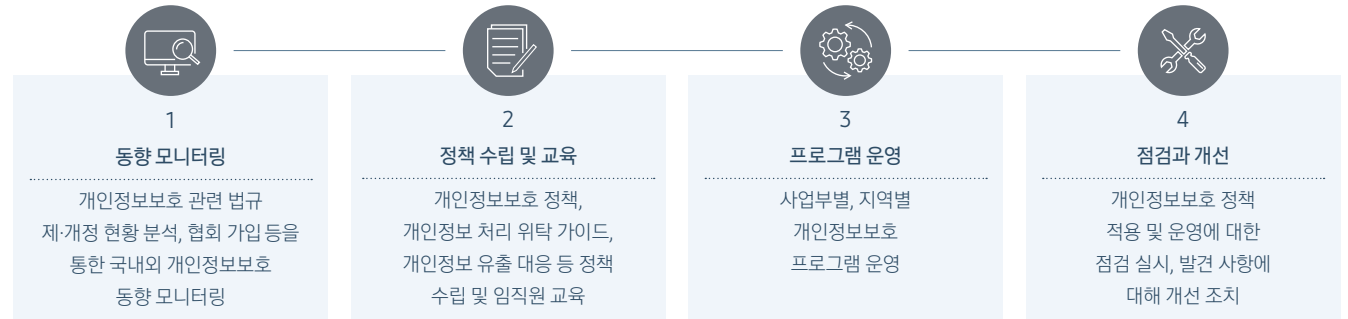 1
동향 모니터링
개인정보보호 관련 법규
제·개정 현황 분석, 협회 가입 등을
통한 국내외 개인정보보호
동향 모니터링
2
정책 수립 및 교육
개인정보보호 정책,
개인정보 처리 위탁 가이드,
개인정보 유출 대응 등 정책
수립 및 임직원 교육
3
프로그램 운영
사업부별, 지역별
개인정보보호
프로그램 운영
4
점검과 개선
개인정보보호 정책
적용 및 운영에 대한
점검 실시, 발견 사항에
대해 개선 조치